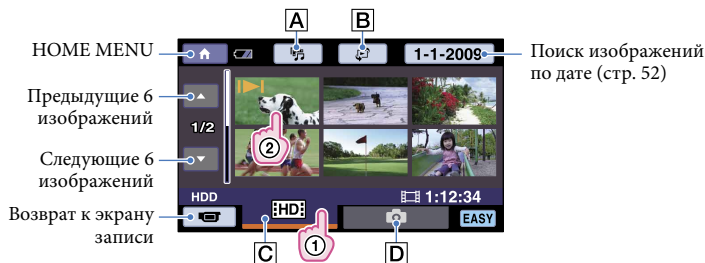 A
B
HOME MENU
1-1-2009
Поиск изображений
по дате (стр. 52)
Предыдущие 6
изображений
1/2
②
Следующие 6
изображений
HDD
1:12:34
Возврат к экрану
записи
HD
①
EASY
C
D